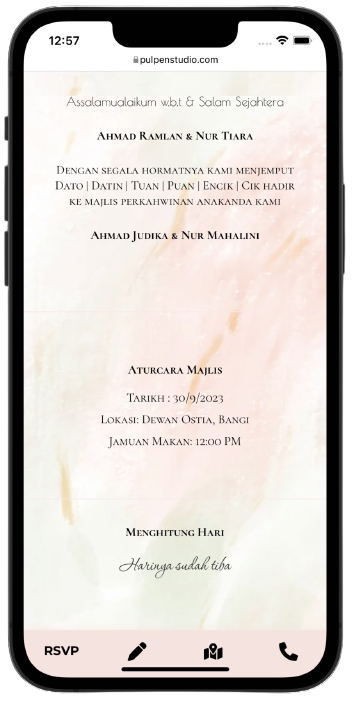 12:57
pulpenstudio.com
Assalamualaikum w.b.t & Salam Sejahtera
Ahmad Ramlan & Nur Tiara
Dengan segala hormatnya kami menjemput
Dato | Datin | Tuan | Puan | Encik | Cik hadir
ke majlis perkahwinan anakanda kami
Ahmad Judika & Nur Mahalini
Aturcara Majlis
Tarikh : 30/9/2023
Lokasi: Dewan Ostia, Bangi
Jamuan Makan: 12:00 PM
Menghitung Hari
Harinya sudah tiba
RSVP